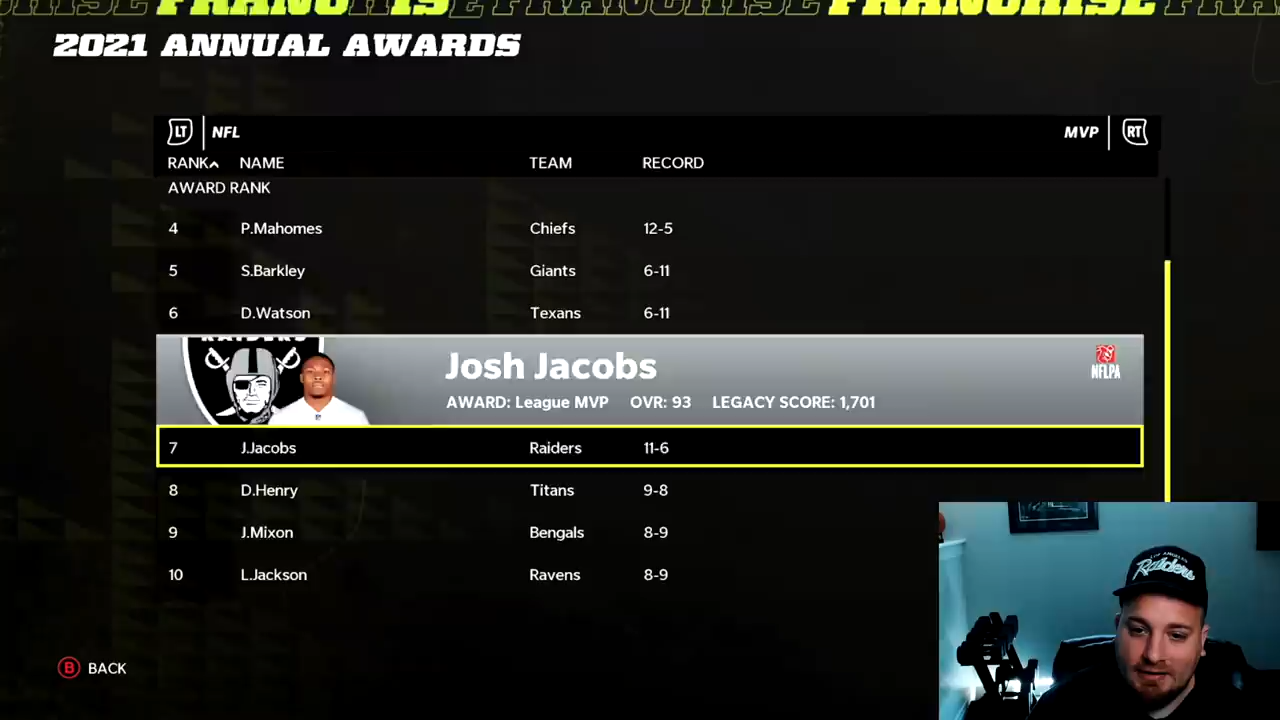 FRANCHISE FRANCHISE
2021 ANNUAL AWARDS
LT NFL MVP RT
RANK NAME TEAM RECORD
AWARD RANK
4 P.Mahomes Chiefs 12-5
5 S.Barkley Giants 6-11
6 D.Watson Texans 6-11
RAIDERS
Josh Jacobs
NFLPA
AWARD: League MVP OVR: 93 LEGACY SCORE: 1,701
7 J.Jacobs Raiders 11-6
8 D.Henry Titans 9-8
9 J.Mixon Bengals 8-9
10 L.Jackson Ravens 8-9
Raiders
B BACK